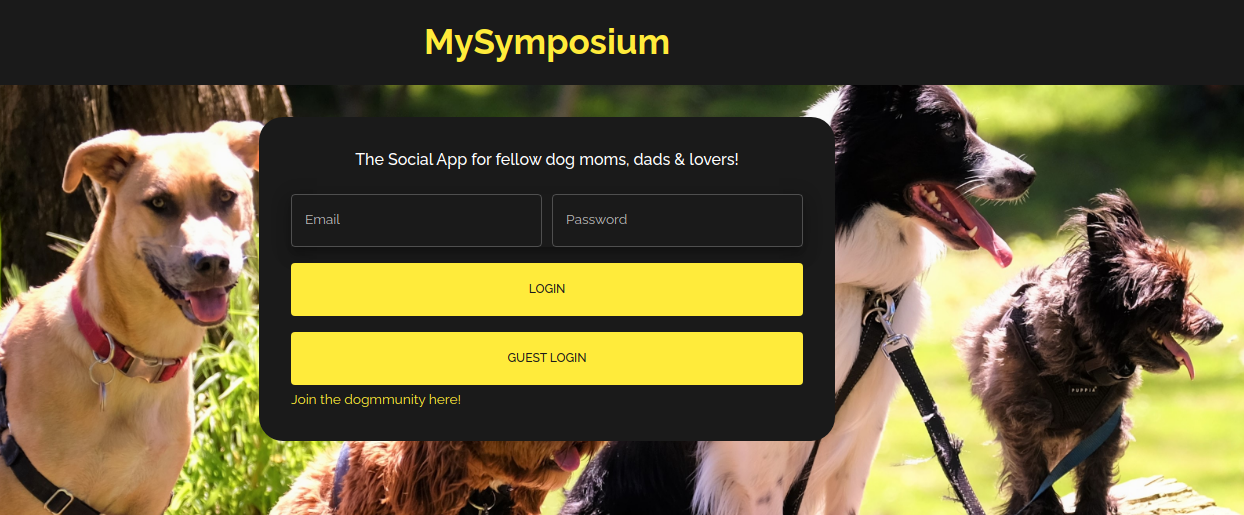 MySymposium
The Social App for fellow dog moms, dads & lovers!
Email
Password
LOGIN
GUEST LOGIN
Join the dogmmunity here!
PUPPIA